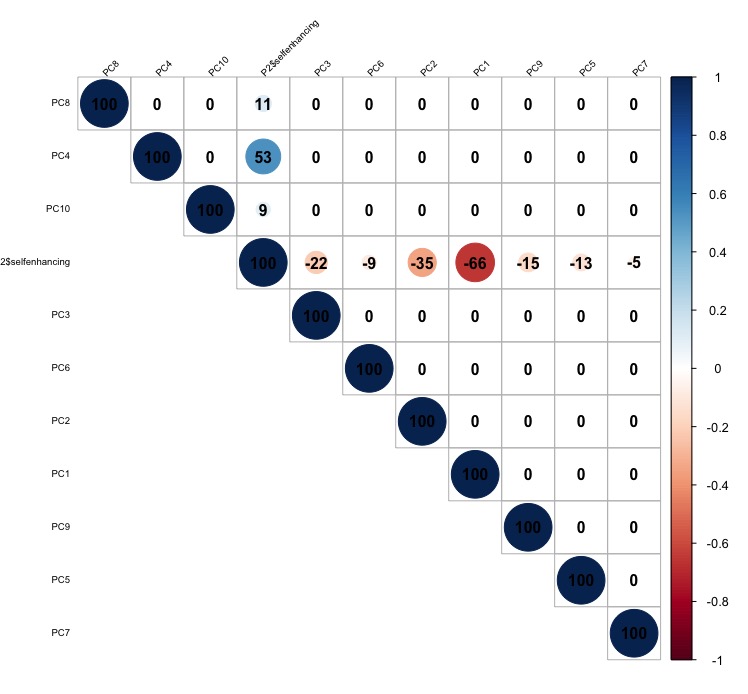 PC8 PC4 PC10 P2$selfenhancing PC3 PC6 PC2 PC1 PC9 PC5 PC7
PC8 100 0 0 11 0 0 0 0 0 0 0
PC4 100 0 53 0 0 0 0 0 0 0
PC10 100 9 0 0 0 0 0 0 0
2$selfenhancing 100 -22 -9 -35 -66 -15 -13 -5
PC3 100 0 0 0 0 0 0
PC6 100 0 0 0 0 0
PC2 100 0 0 0 0
PC1 100 0 0 0
PC9 100 0 0
PC5 100 0
PC7 100
1
0.8
0.6
0.4
0.2
0
-0.2
-0.4
-0.6
-0.8
-1